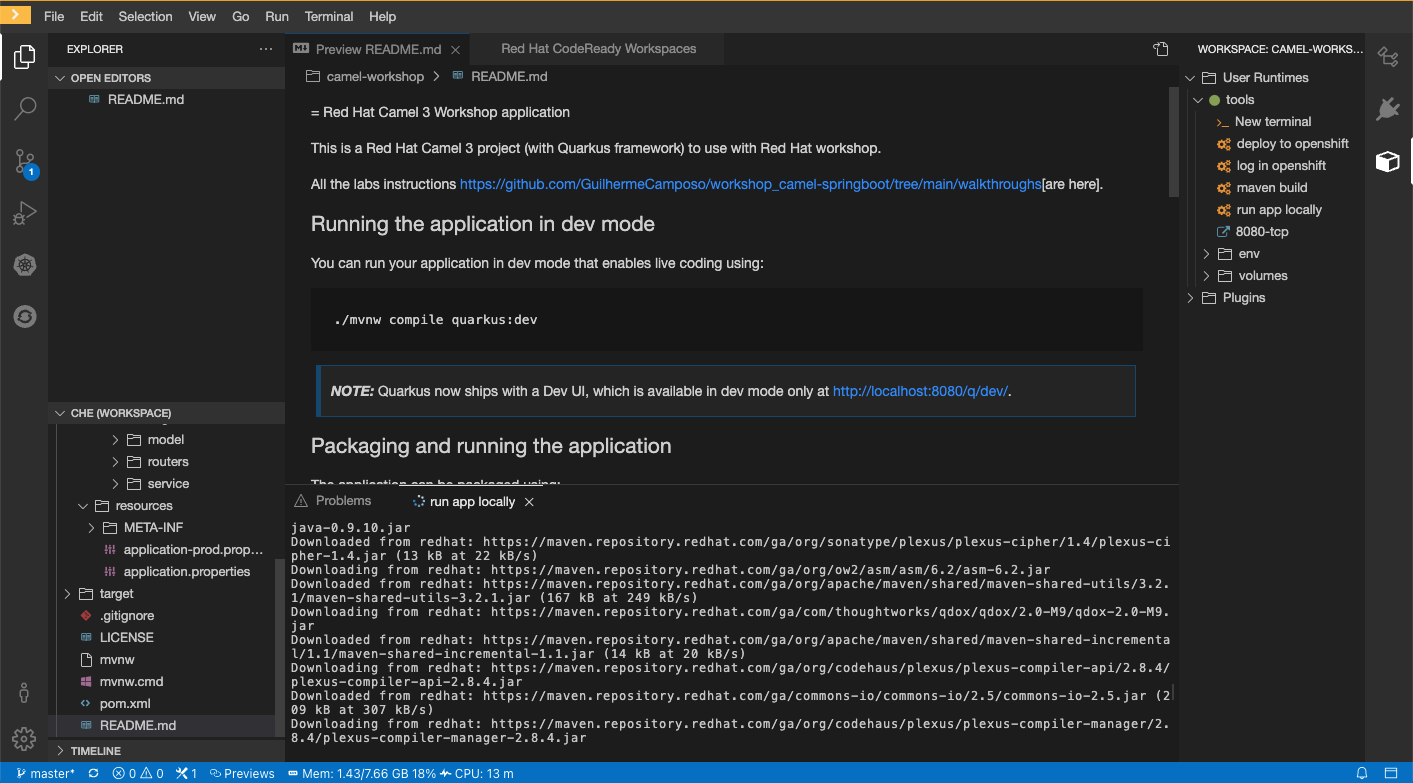 File Edit Selection View Go Run Terminal Help
EXPLORER
OPEN EDITORS
README.md
CHE (WORKSPACE)
model
routers
service
resources
META-INF
application-prod.prop...
application.properties
target
.gitignore
LICENSE
mvnw
mvnw.cmd
pom.xml
README.md
TIMELINE
1
Preview README.md
Red Hat CodeReady Workspaces
camel-workshop > README.md
= Red Hat Camel 3 Workshop application
This is a Red Hat Camel 3 project (with Quarkus framework) to use with Red Hat workshop.
All the labs instructions https://github.com/GuilhermeCamposo/workshop_camel-springboot/tree/main/walkthroughs[are here].
Running the application in dev mode
You can run your application in dev mode that enables live coding using:
./mvnw compile quarkus:dev
NOTE: Quarkus now ships with a Dev UI, which is available in dev mode only at http://localhost:8080/q/dev/.
Packaging and running the application
The application can be packaged using:
Problems
run app locally
java-0.9.10.jar
Downloaded from redhat: https://maven.repository.redhat.com/ga/org/sonatype/plexus/plexus-cipher/1.4/plexus-ci
pher-1.4.jar (13 kB at 22 kB/s)
Downloading from redhat: https://maven.repository.redhat.com/ga/org/ow2/asm/asm/6.2/asm-6.2.jar
Downloaded from redhat: https://maven.repository.redhat.com/ga/org/apache/maven/shared/maven-shared-utils/3.2.
1/maven-shared-utils-3.2.1.jar (167 kB at 249 kB/s)
Downloading from redhat: https://maven.repository.redhat.com/ga/com/thoughtworks/qdox/qdox/2.0-M9/qdox-2.0-M9.
jar
Downloaded from redhat: https://maven.repository.redhat.com/ga/org/apache/maven/shared/maven-shared-incrementa
l/1.1/maven-shared-incremental-1.1.jar (14 kB at 20 kB/s)
Downloading from redhat: https://maven.repository.redhat.com/ga/org/codehaus/plexus/plexus-compiler-api/2.8.4/
plexus-compiler-api-2.8.4.jar
Downloaded from redhat: https://maven.repository.redhat.com/ga/commons-io/commons-io/2.5/commons-io-2.5.jar (2
09 kB at 307 kB/s)
Downloading from redhat: https://maven.repository.redhat.com/ga/org/codehaus/plexus/plexus-compiler-manager/2.
8.4/plexus-compiler-manager-2.8.4.jar
WORKSPACE: CAMEL-WORKS...
User Runtimes
tools
New terminal
deploy to openshift
log in openshift
maven build
run app locally
8080-tcp
env
volumes
Plugins
master* 0 0 1 Previews Mem: 1.43/7.66 GB 18% CPU: 13 m